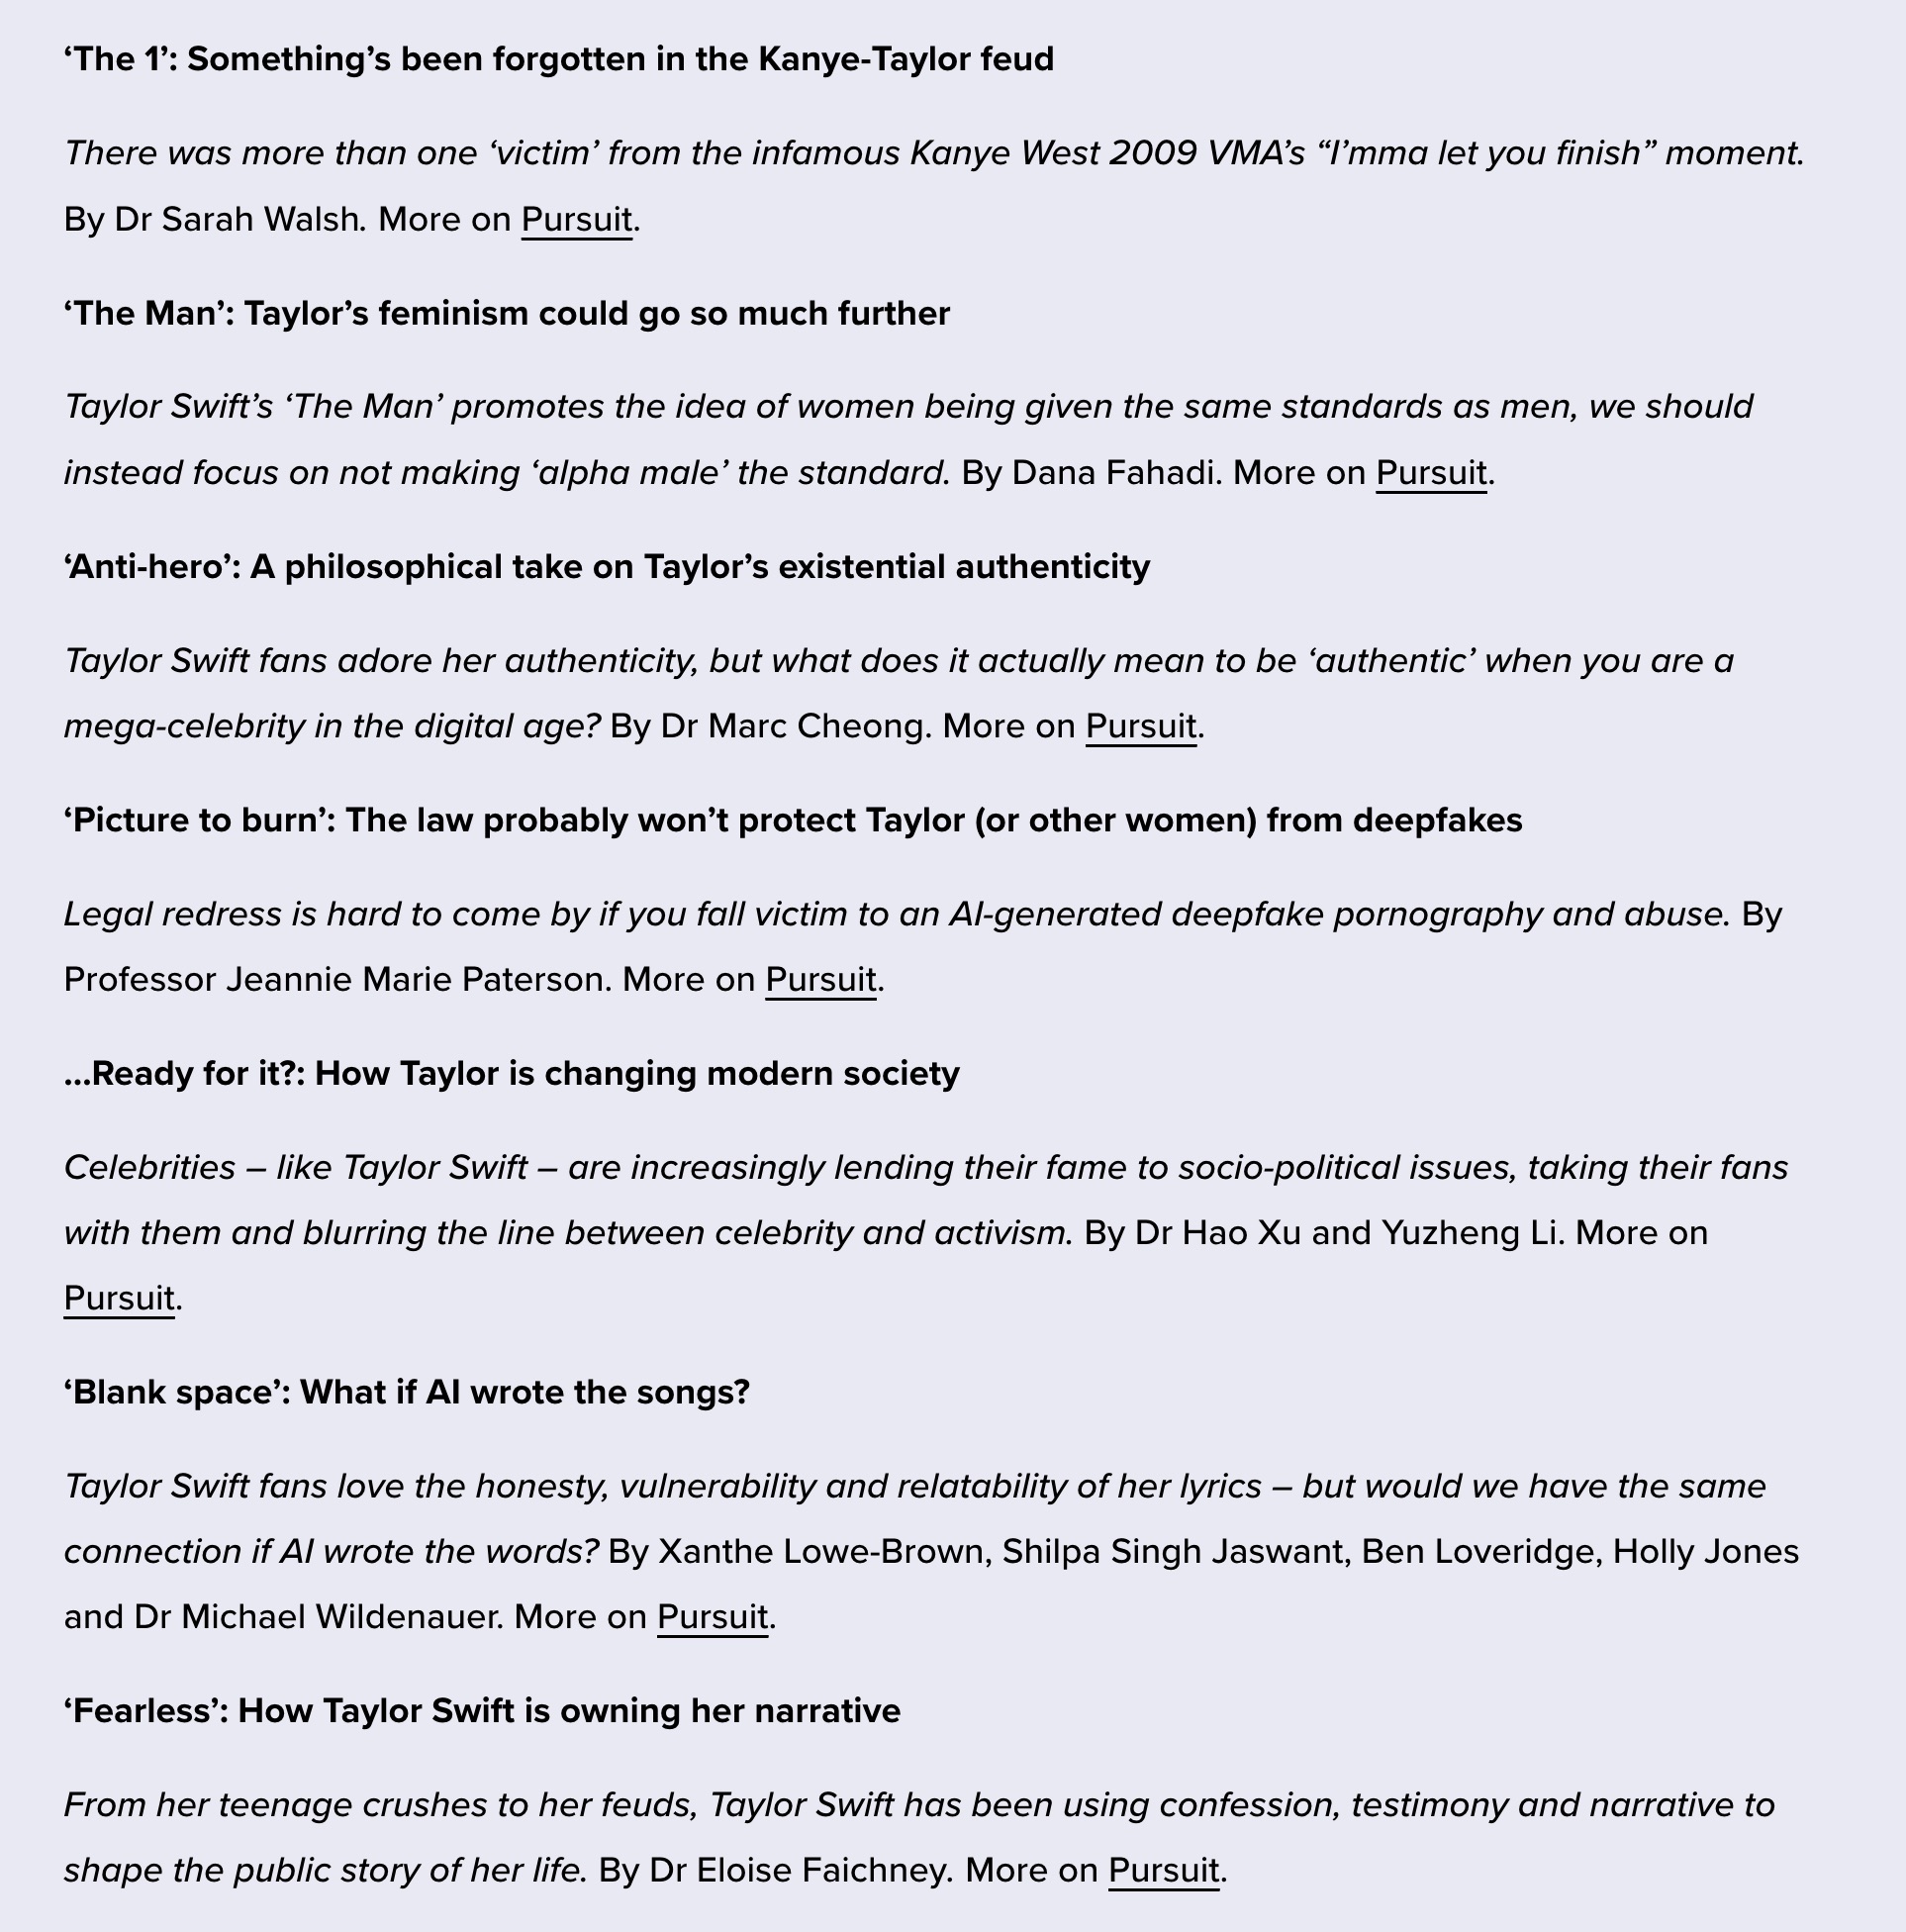 ‘The 1’: Something’s been forgotten in the Kanye-Taylor feud
There was more than one ‘victim’ from the infamous Kanye West 2009 VMA’s “I’mma let you finish” moment.
By Dr Sarah Walsh. More on Pursuit.
‘The Man’: Taylor’s feminism could go so much further
Taylor Swift’s ‘The Man’ promotes the idea of women being given the same standards as men, we should
instead focus on not making ‘alpha male’ the standard. By Dana Fahadi. More on Pursuit.
‘Anti-hero’: A philosophical take on Taylor’s existential authenticity
Taylor Swift fans adore her authenticity, but what does it actually mean to be ‘authentic’ when you are a
mega-celebrity in the digital age? By Dr Marc Cheong. More on Pursuit.
‘Picture to burn’: The law probably won’t protect Taylor (or other women) from deepfakes
Legal redress is hard to come by if you fall victim to an AI-generated deepfake pornography and abuse. By
Professor Jeannie Marie Paterson. More on Pursuit.
…Ready for it?: How Taylor is changing modern society
Celebrities – like Taylor Swift – are increasingly lending their fame to socio-political issues, taking their fans
with them and blurring the line between celebrity and activism. By Dr Hao Xu and Yuzheng Li. More on
Pursuit.
‘Blank space’: What if AI wrote the songs?
Taylor Swift fans love the honesty, vulnerability and relatability of her lyrics – but would we have the same
connection if AI wrote the words? By Xanthe Lowe-Brown, Shilpa Singh Jaswant, Ben Loveridge, Holly Jones
and Dr Michael Wildenauer. More on Pursuit.
‘Fearless’: How Taylor Swift is owning her narrative
From her teenage crushes to her feuds, Taylor Swift has been using confession, testimony and narrative to
shape the public story of her life. By Dr Eloise Faichney. More on Pursuit.